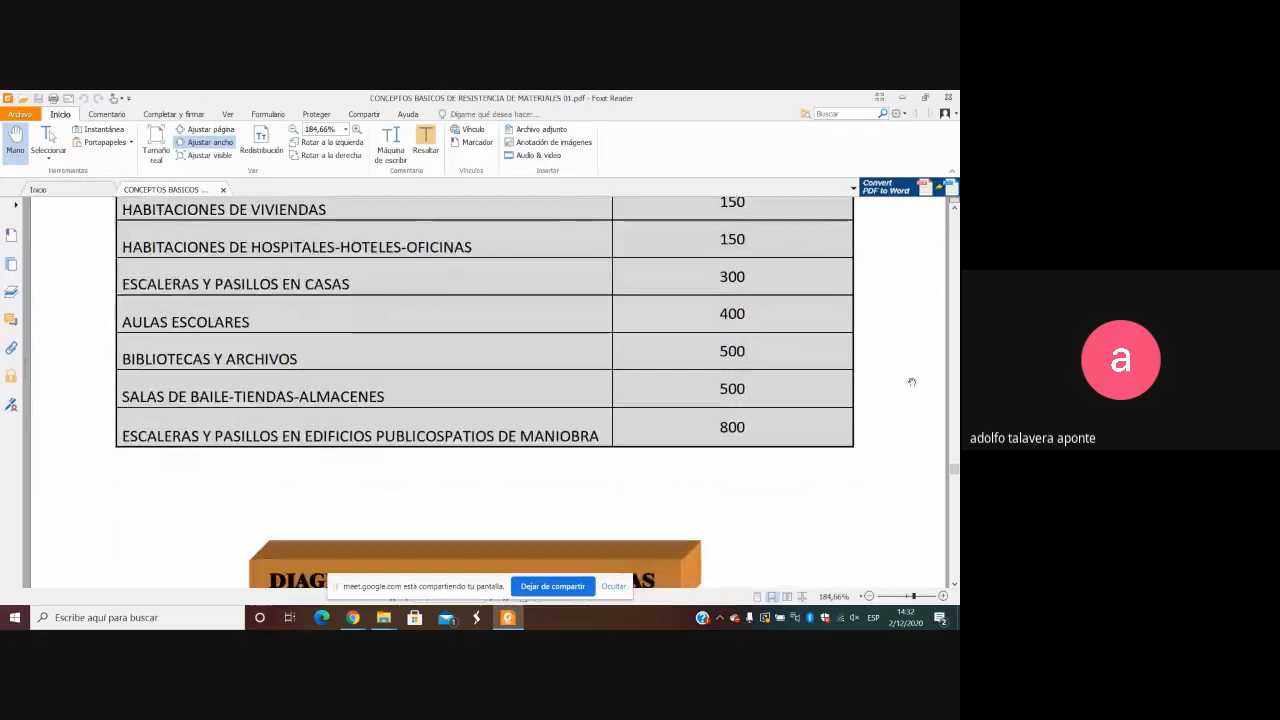 CONCEPTOS BASICOS DE RESISTENCIA DE MATERIALES 01.pdf - Foxit Reader
Archivo Inicio Comentario Completar y firmar Ver Formulario Proteger Compartir Ayuda Dígame qué desea hacer... Buscar
Mano
Seleccionar
Instantánea
Portapapeles
Herramientas
Tamaño real
Ajustar página
Ajustar ancho
Ajustar visible
Redistribución
184,66%
Rotar a la izquierda
Rotar a la derecha
Ver
Máquina de escribir
Resaltar
Comentario
Vínculo
Marcador
Vínculos
Archivo adjunto
Anotación de imágenes
Audio & video
Insertar
Inicio
CONCEPTOS BASICOS ...
Convert
PDF to Word
HABITACIONES DE VIVIENDAS 150
HABITACIONES DE HOSPITALES-HOTELES-OFICINAS 150
ESCALERAS Y PASILLOS EN CASAS 300
AULAS ESCOLARES 400
BIBLIOTECAS Y ARCHIVOS 500
SALAS DE BAILE-TIENDAS-ALMACENES 500
ESCALERAS Y PASILLOS EN EDIFICIOS PUBLICOSPATIOS DE MANIOBRA 800
meet.google.com está compartiendo tu pantalla. Dejar de compartir Ocultar
184,66%
Escribe aquí para buscar
ESP
14:32
2/12/2020
a
adolfo talavera aponte